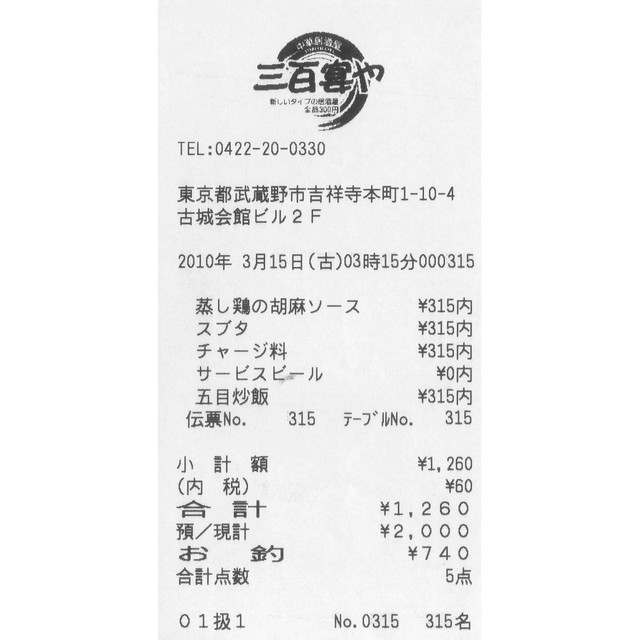 中華居酒屋
三百宴や
新しいタイプの居酒屋
全品300円
TEL:0422-20-0330
東京都武蔵野市吉祥寺本町1-10-4
古城会館ビル2F
2010年 3月15日(古)03時15分000315
蒸し鶏の胡麻ソース ¥315内
スブタ ¥315内
チャージ料 ¥315内
サービスビール ¥0内
五目炒飯 ¥315内
伝票No. 315 テーブルNo. 315
小 計 額 ¥1,260
(内 税) ¥60
合 計 ¥1,260
預/現計 ¥2,000
お 釣 ¥740
合計点数 5点
01扱1 No.0315 315名